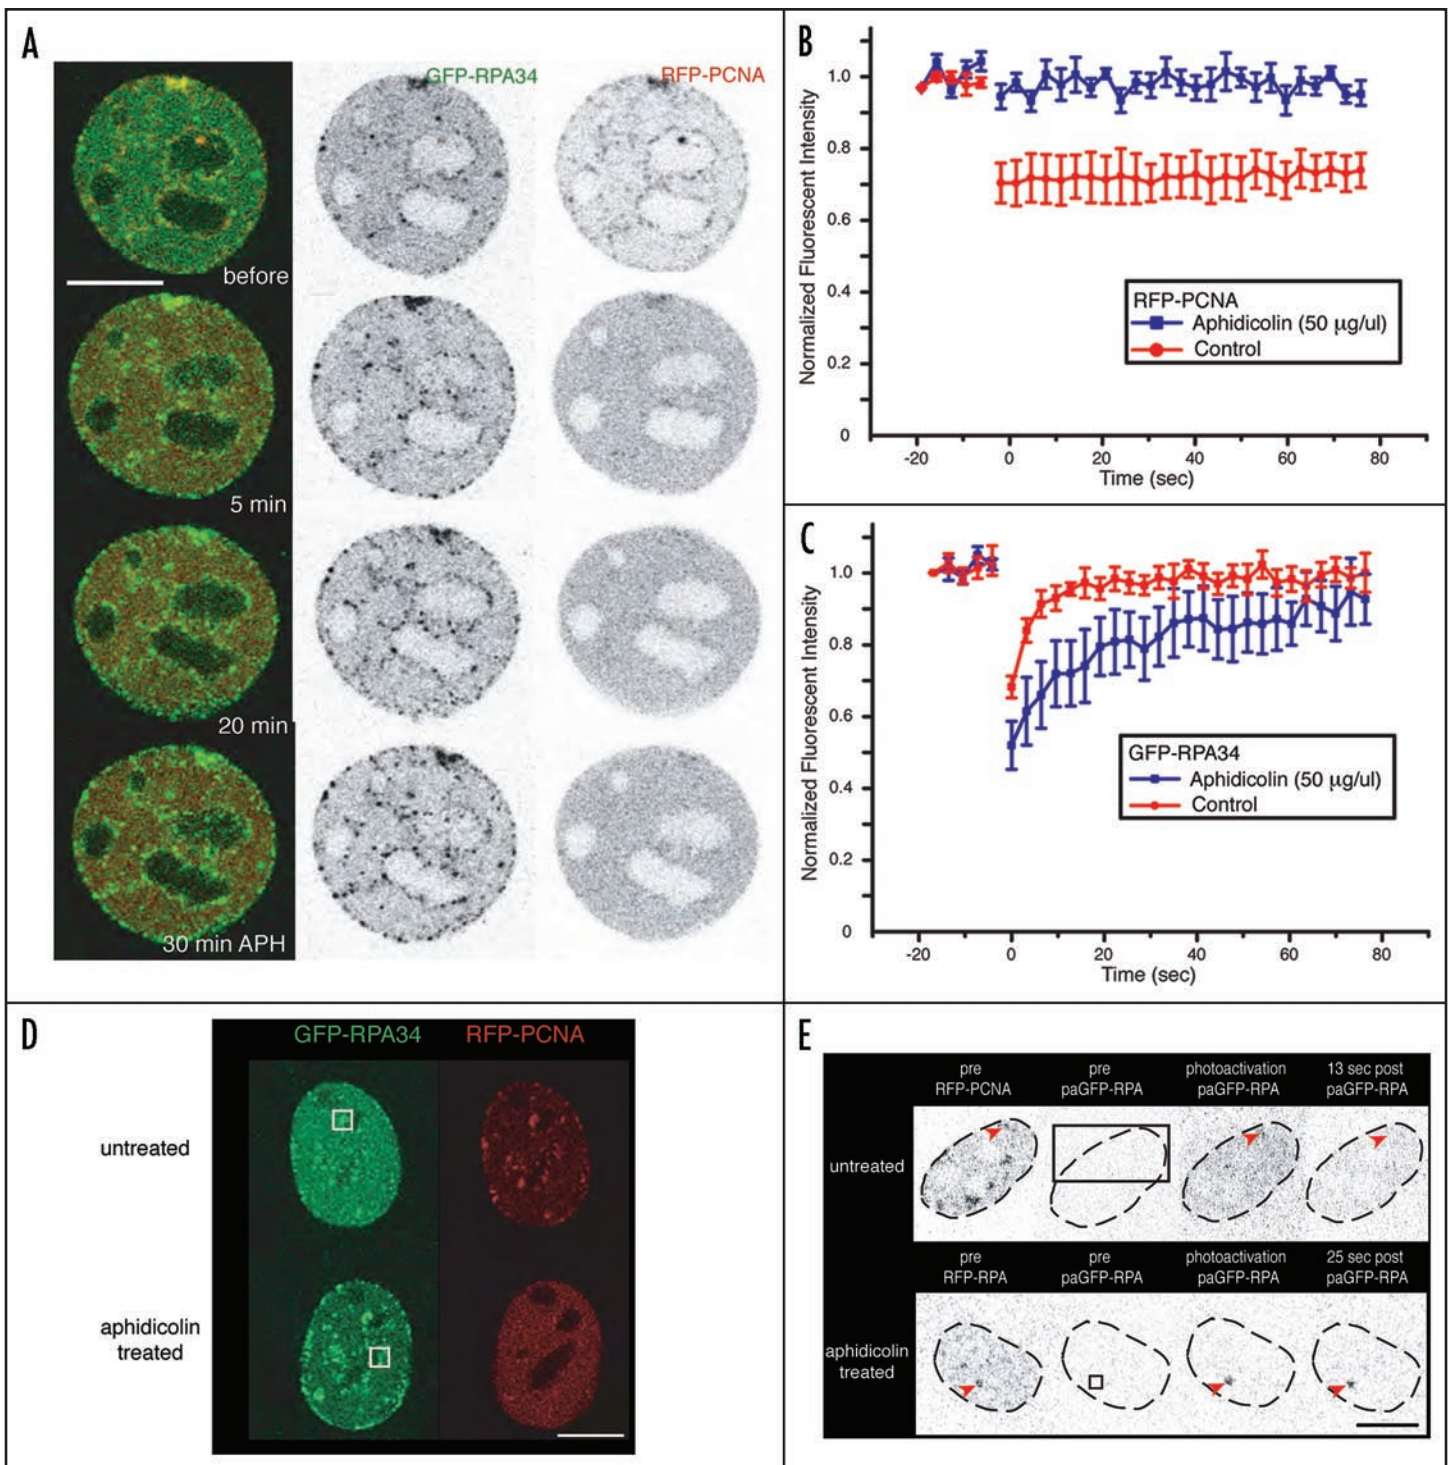 A
GFP-RPA34
RFP-PCNA
before
5 min
20 min
30 min APH
B
Normalized Fluorescent Intensity
1.0
0.8
0.6
0.4
0.2
0
-20
0
20
40
60
80
Time (sec)
RFP-PCNA
Aphidicolin (50 µg/ul)
Control
C
Normalized Fluorescent Intensity
1.0
0.8
0.6
0.4
0.2
0
-20
0
20
40
60
80
Time (sec)
GFP-RPA34
Aphidicolin (50 µg/ul)
Control
D
GFP-RPA34
RFP-PCNA
untreated
aphidicolin
treated
E
pre
RFP-PCNA
pre
paGFP-RPA
photoactivation
paGFP-RPA
13 sec post
paGFP-RPA
untreated
pre
RFP-RPA
pre
paGFP-RPA
photoactivation
paGFP-RPA
25 sec post
paGFP-RPA
aphidicolin
treated